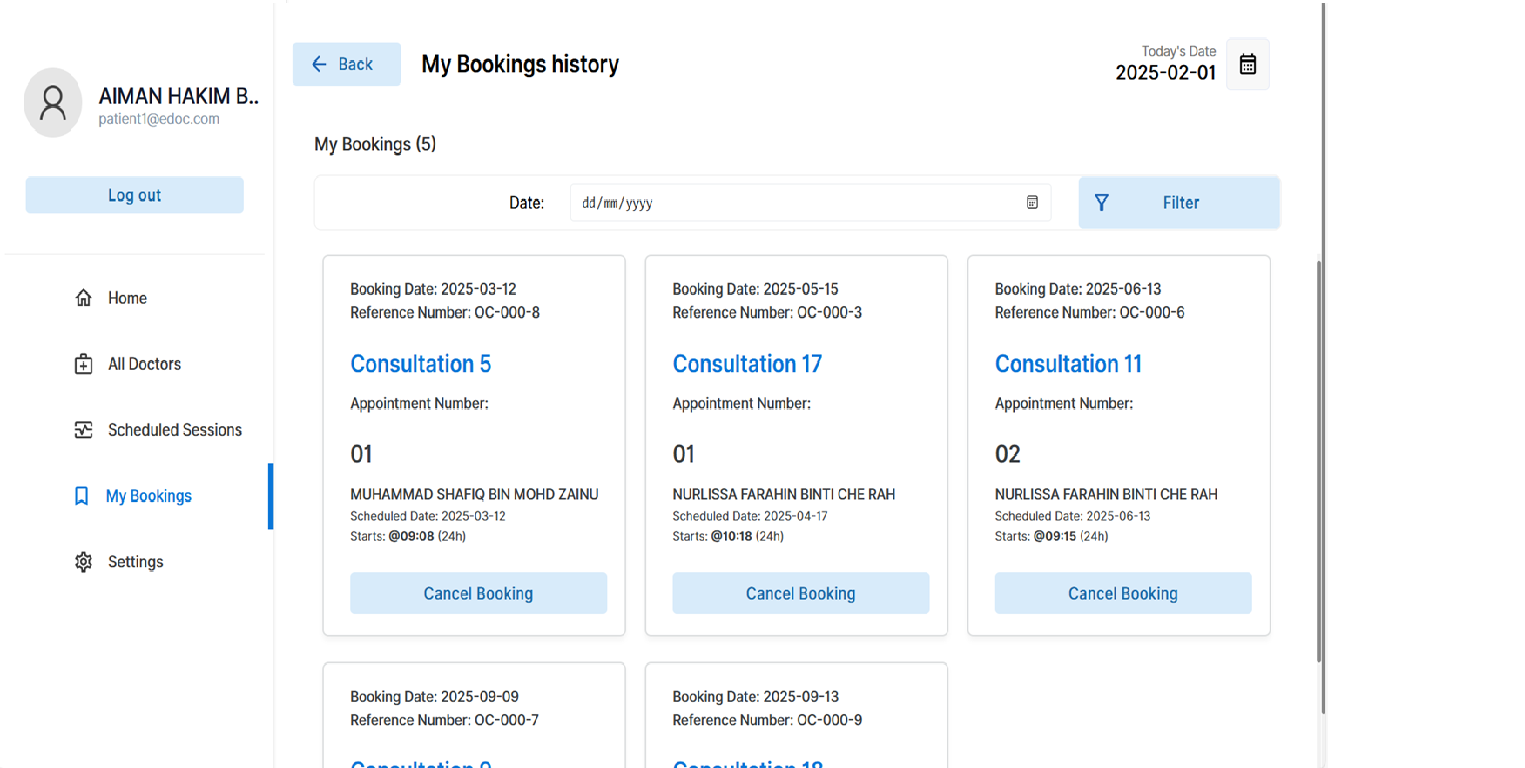 AIMAN HAKIM B..
patient1@edoc.com
Log out
Home
All Doctors
Scheduled Sessions
My Bookings
Settings
Back
My Bookings history
Today's Date
2025-02-01
My Bookings (5)
Date:
dd/mm/yyyy
Filter
Booking Date: 2025-03-12
Reference Number: OC-000-8
Consultation 5
Appointment Number:
01
MUHAMMAD SHAFIQ BIN MOHD ZAINU
Scheduled Date: 2025-03-12
Starts: @09:08 (24h)
Cancel Booking
Booking Date: 2025-05-15
Reference Number: OC-000-3
Consultation 17
Appointment Number:
01
NURLISSA FARAHIN BINTI CHE RAH
Scheduled Date: 2025-04-17
Starts: @10:18 (24h)
Cancel Booking
Booking Date: 2025-06-13
Reference Number: OC-000-6
Consultation 11
Appointment Number:
02
NURLISSA FARAHIN BINTI CHE RAH
Scheduled Date: 2025-06-13
Starts: @09:15 (24h)
Cancel Booking
Booking Date: 2025-09-09
Reference Number: OC-000-7
Consultation
Booking Date: 2025-09-13
Reference Number: OC-000-9
Consultation